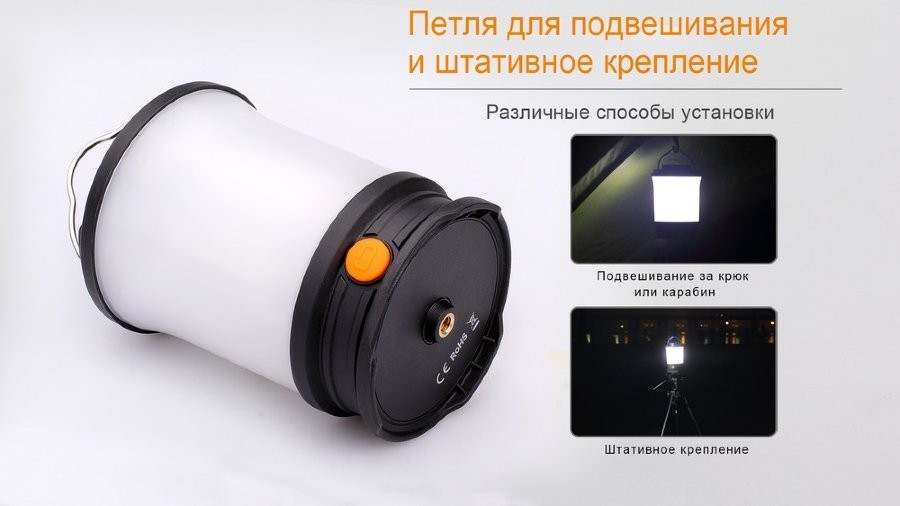 Петля для подвешивания
и штативное крепление
Различные способы установки
Подвешивание за крюк
или карабин
Штативное крепление
CE RoHS